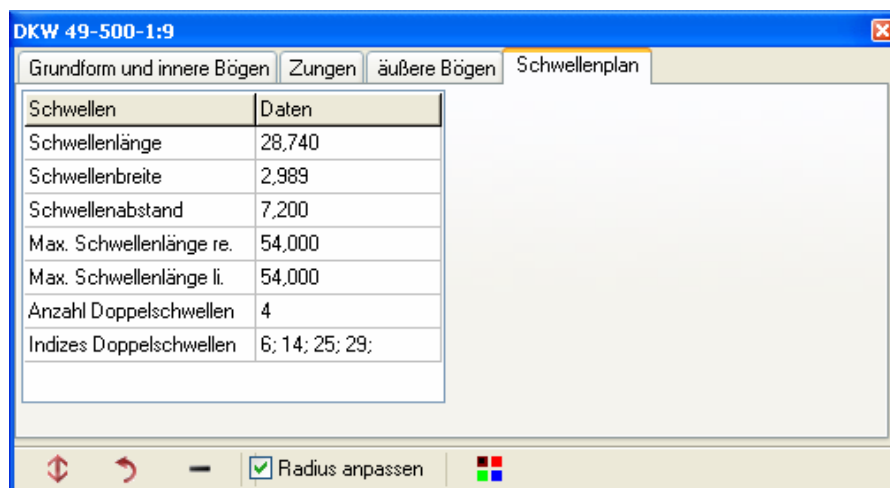 DKW 49-500-1:9
Grundform und innere Bögen Zungen äußere Bögen Schwellenplan
Schwellen Daten
Schwellenlänge 28,740
Schwellenbreite 2,989
Schwellenabstand 7,200
Max. Schwellenlänge re. 54,000
Max. Schwellenlänge li. 54,000
Anzahl Doppelschwellen 4
Indizes Doppelschwellen 6; 14; 25; 29;
Radius anpassen